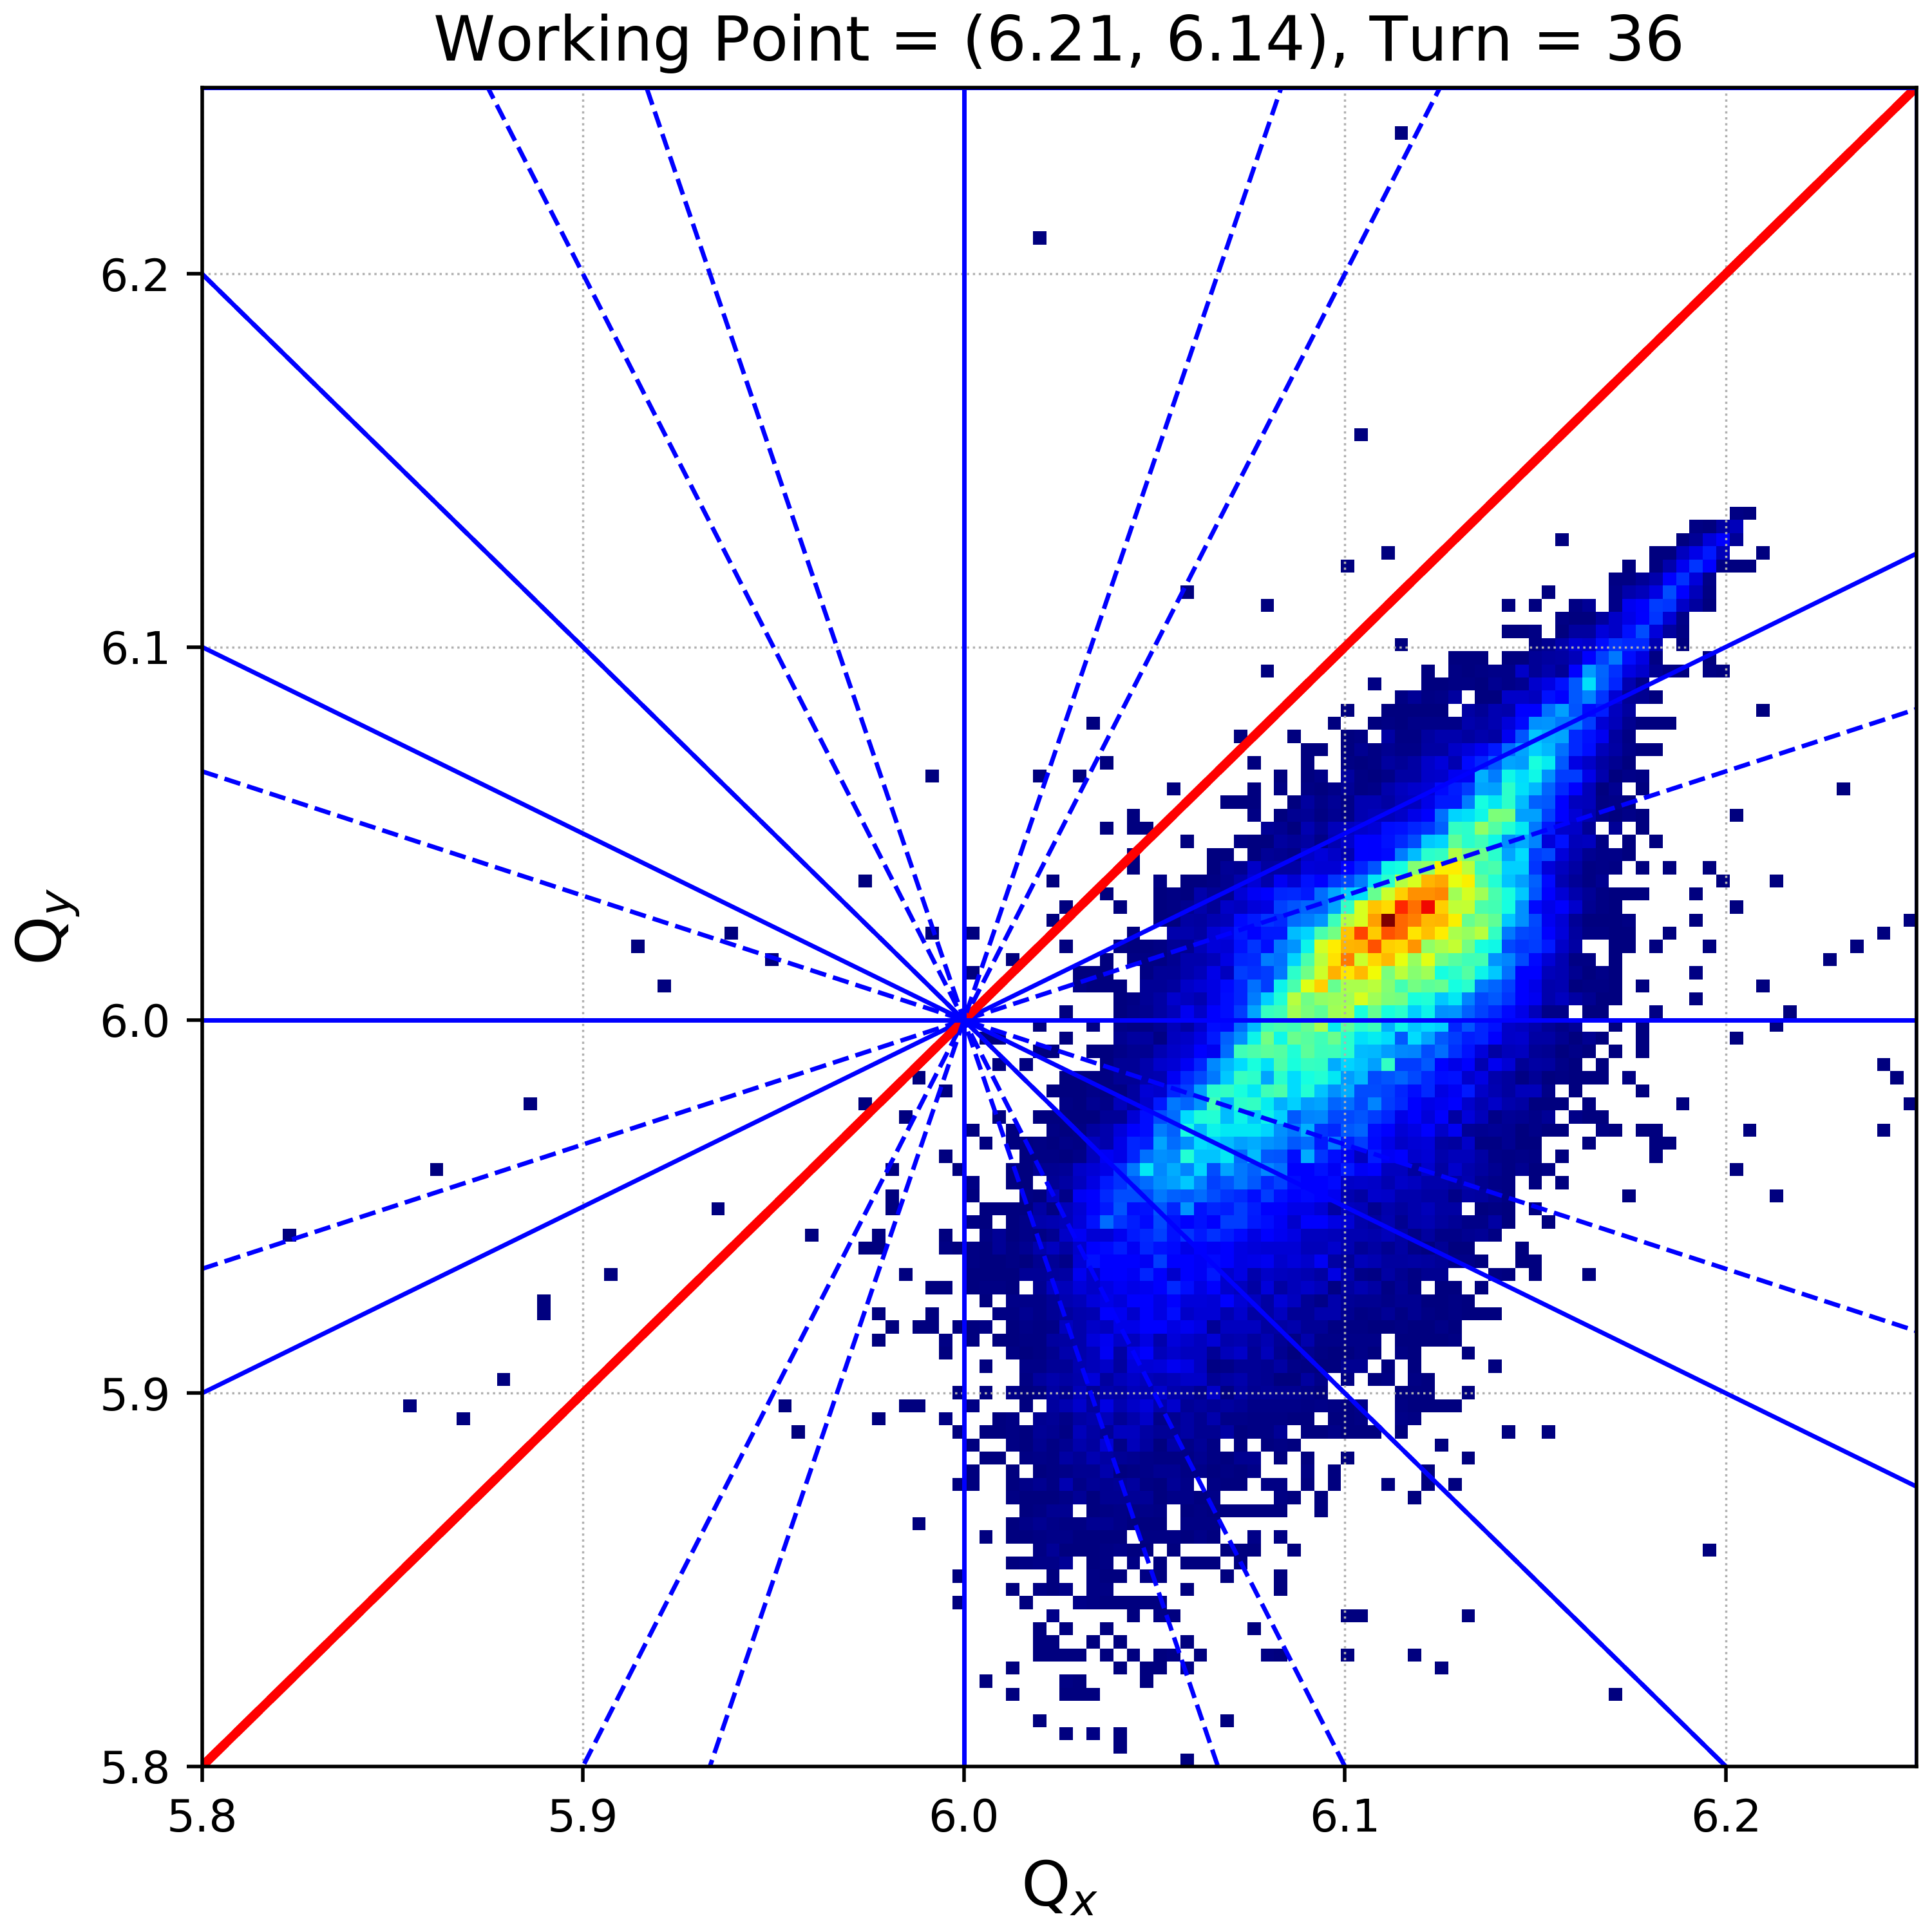 Working Point = (6.21, 6.14), Turn = 36
6.2
6.1
6.0
5.9
5.8
Qy
5.8 5.9 6.0 6.1 6.2
Qx